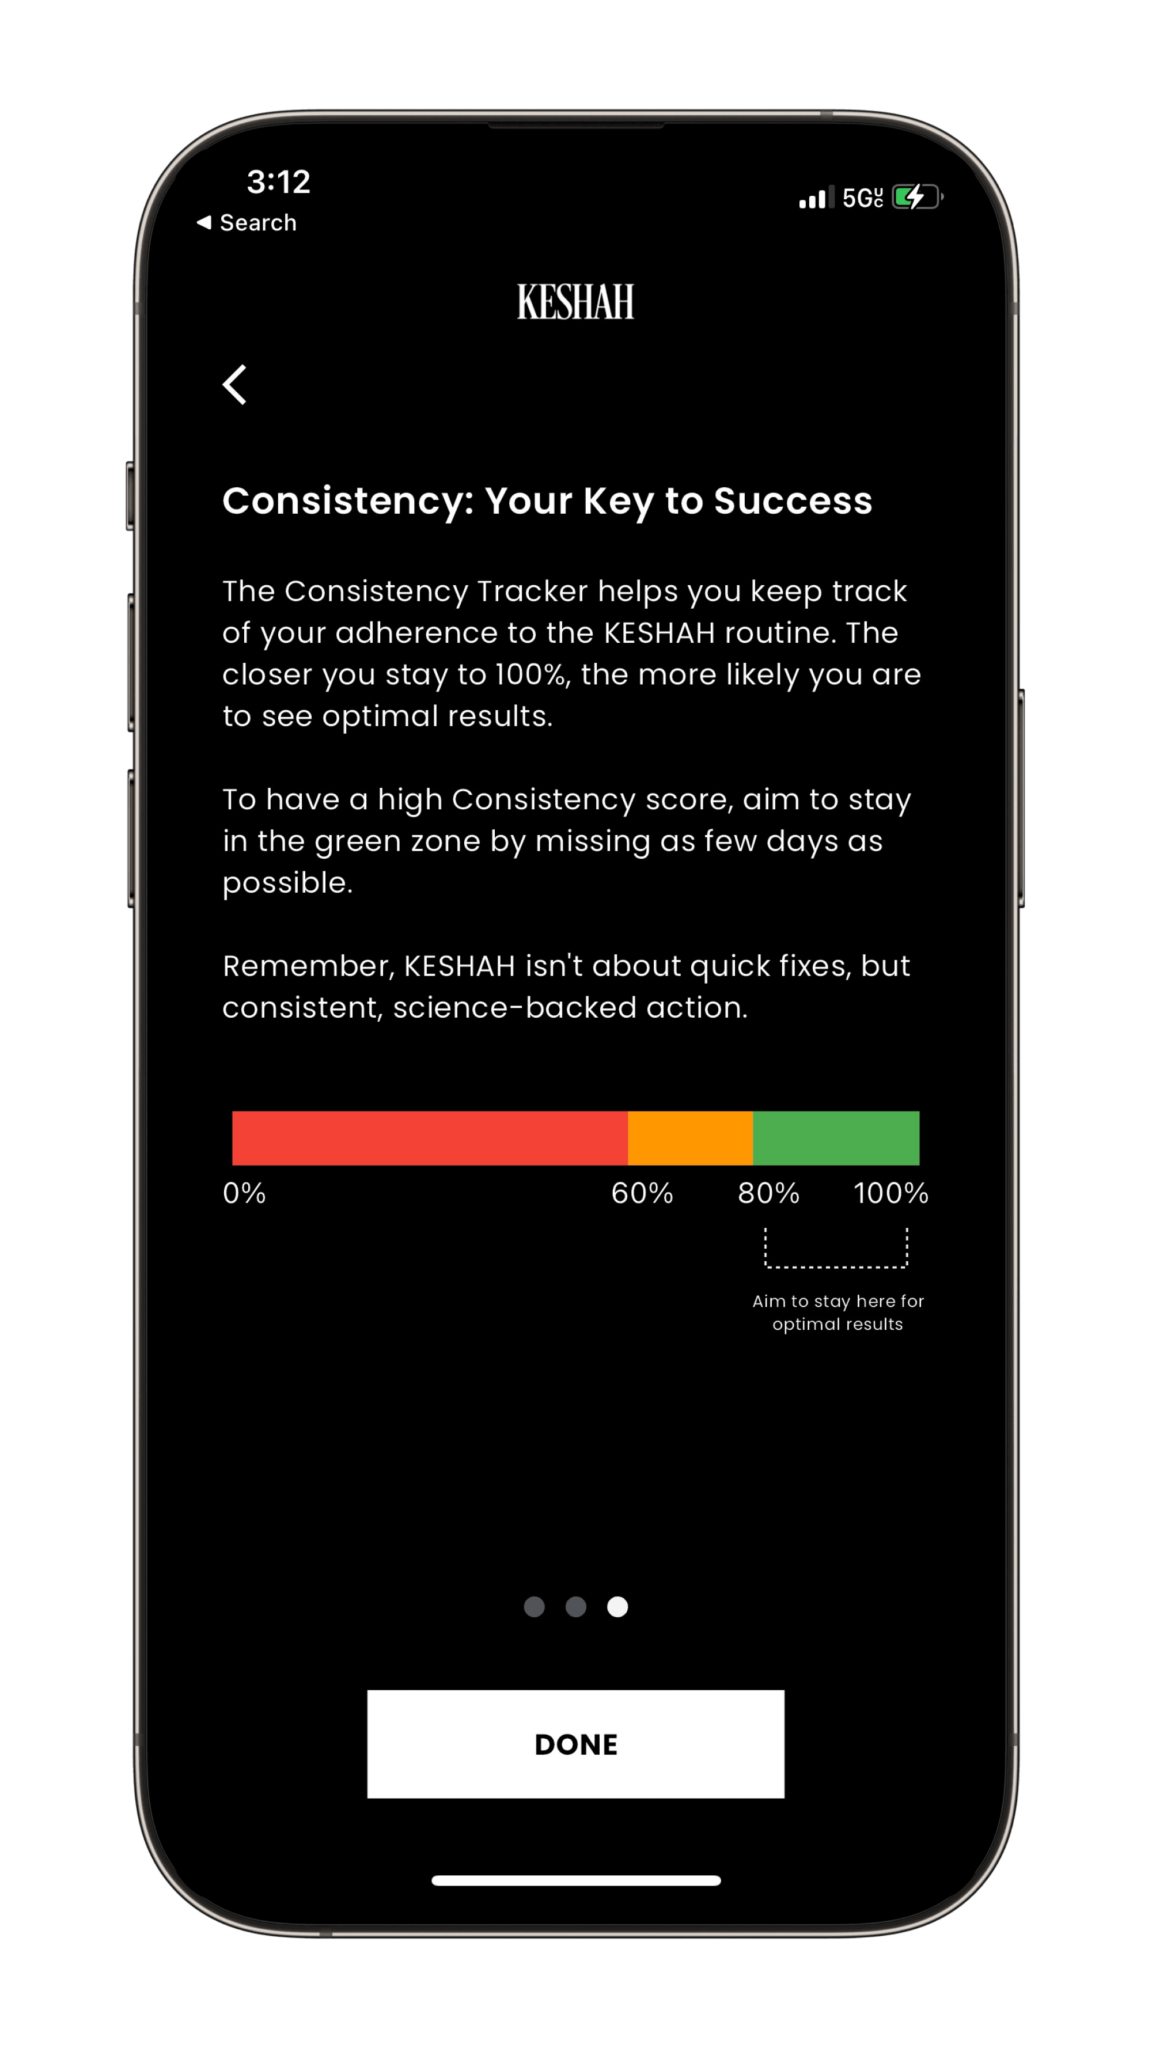 3:12
Search
5GUC
KESHAH
Consistency: Your Key to Success
The Consistency Tracker helps you keep track
of your adherence to the KESHAH routine. The
closer you stay to 100%, the more likely you are
to see optimal results.
To have a high Consistency score, aim to stay
in the green zone by missing as few days as
possible.
Remember, KESHAH isn't about quick fixes, but
consistent, science-backed action.
0% 60% 80% 100%
Aim to stay here for
optimal results
DONE